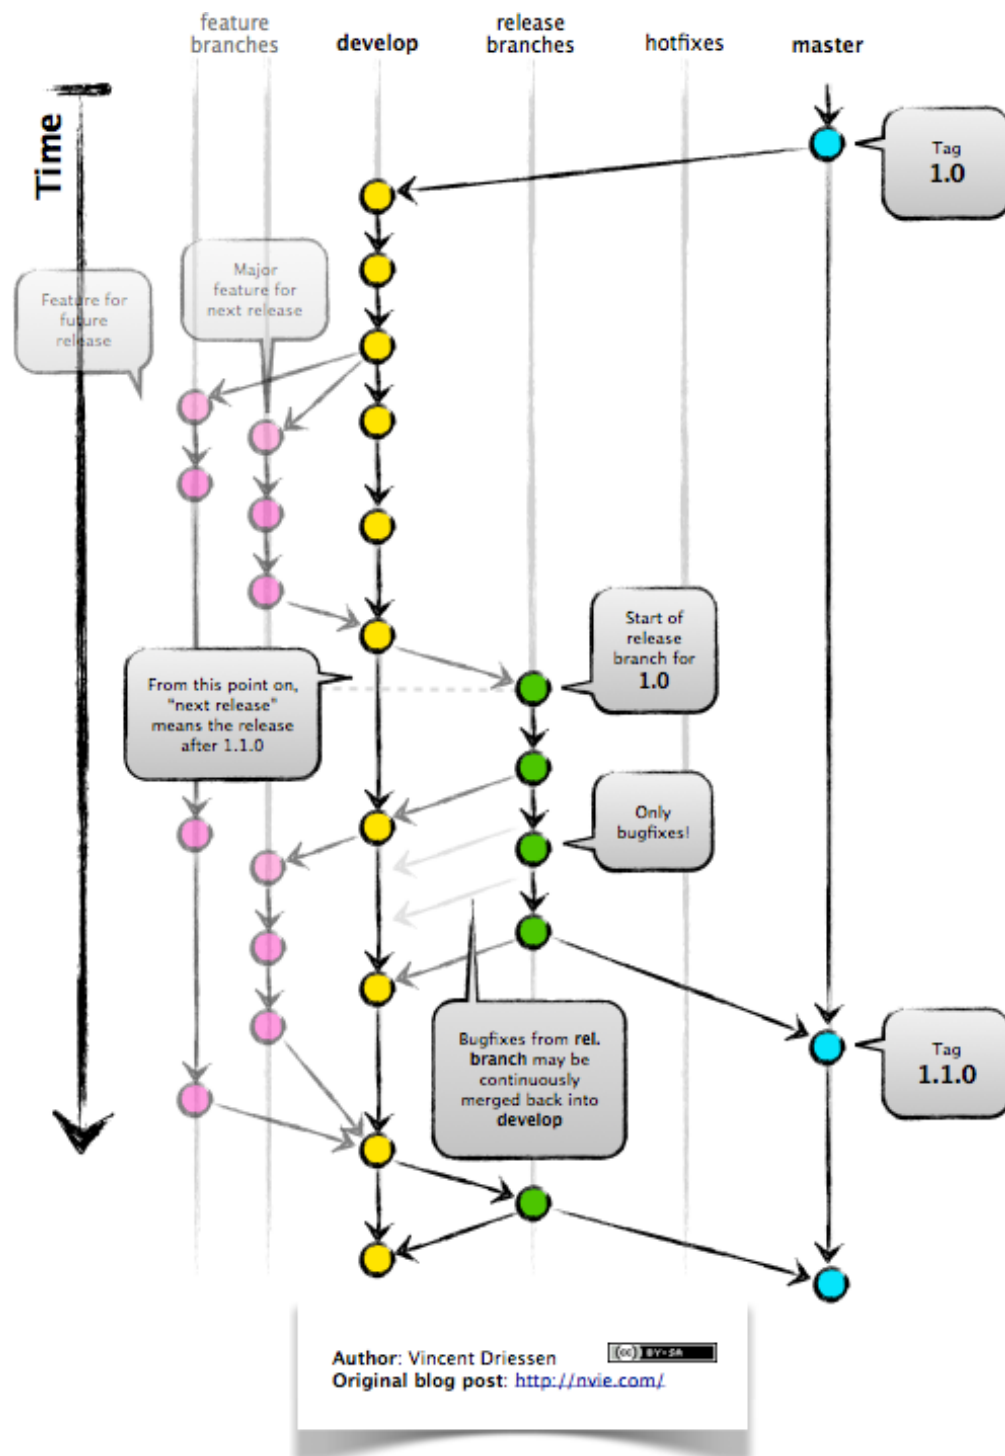 feature
branches
develop
release
branches
hotfixes
master
Time
Tag
1.0
Major
feature for
next release
Feature for
future
release
Start of
release
branch for
1.0
From this point on,
"next release"
means the release
after 1.1.0
Only
bugfixes!
Bugfixes from rel.
branch may be
continuously
merged back into
develop
Tag
1.1.0
Author: Vincent Driessen
Original blog post: http://nvie.com/
(cc) BY-SA